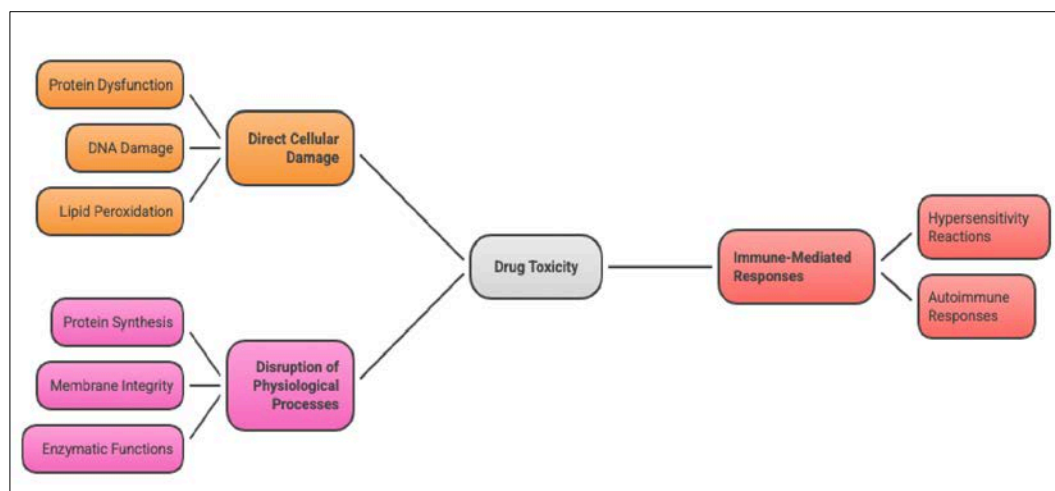 Protein Dysfunction
DNA Damage
Lipid Peroxidation
Direct Cellular
Damage
Protein Synthesis
Membrane Integrity
Enzymatic Functions
Disruption of
Physiological
Processes
Drug Toxicity
Immune-Mediated
Responses
Hypersensitivity
Reactions
Autoimmune
Responses